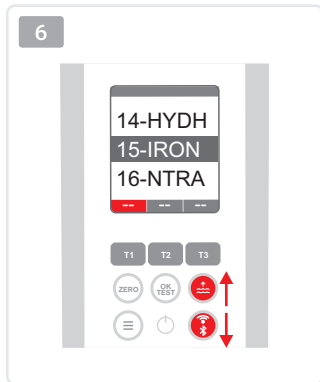 6
14-HYDH
15-IRON
16-NTRA
-- -- --
T1 T2 T3
ZERO OK TEST